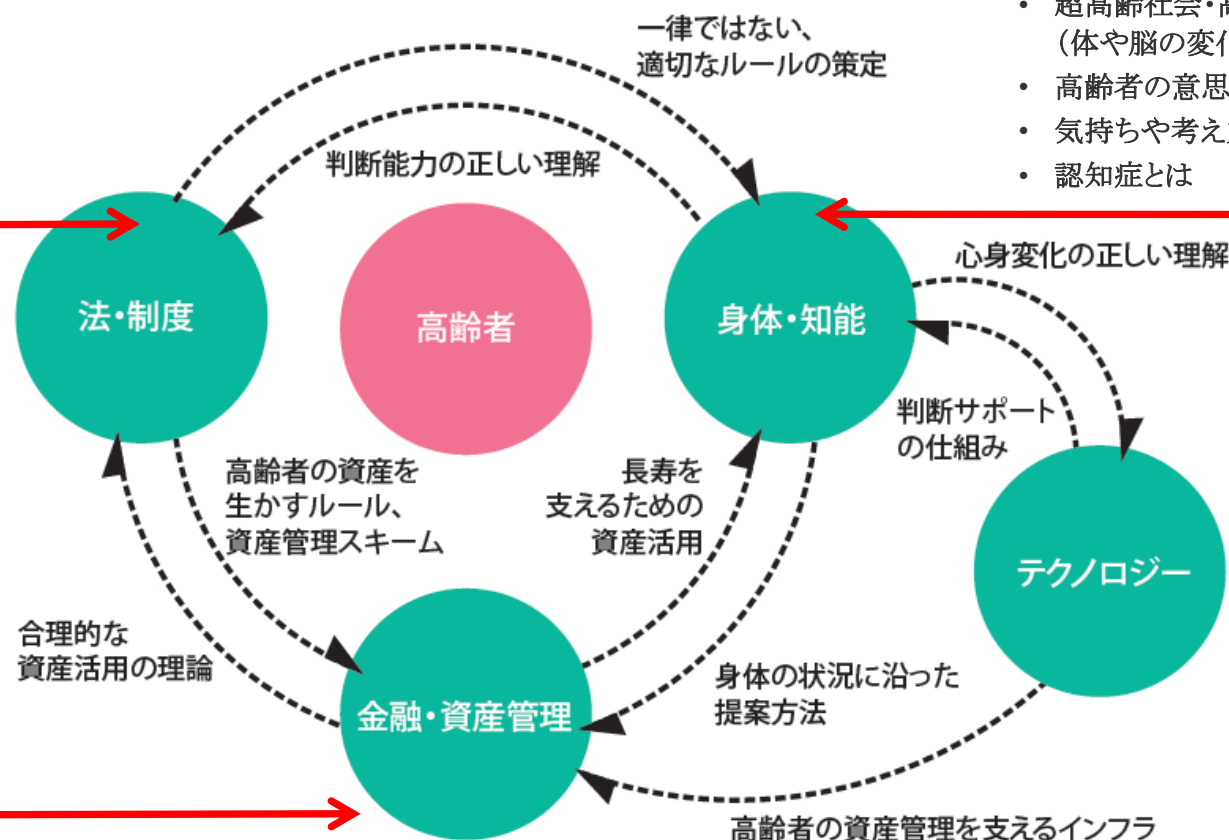 一律ではない、
適切なルールの策定
判断能力の正しい理解
超高齢社会・
（体や脳の変
• 高齢者の意思
• 気持ちや考え
• 認知症とは
心身変化の正しい理解
法・制度
高齢者
身体・知能
判断サポート
の仕組み
高齢者の資産を
生かすルール、
資産管理スキーム
長寿を
支えるための
資産活用
テクノロジー
合理的な
資産活用の理論
身体の状況に沿った
提案方法
金融・資産管理
高齢者の資産管理を支えるインフラ